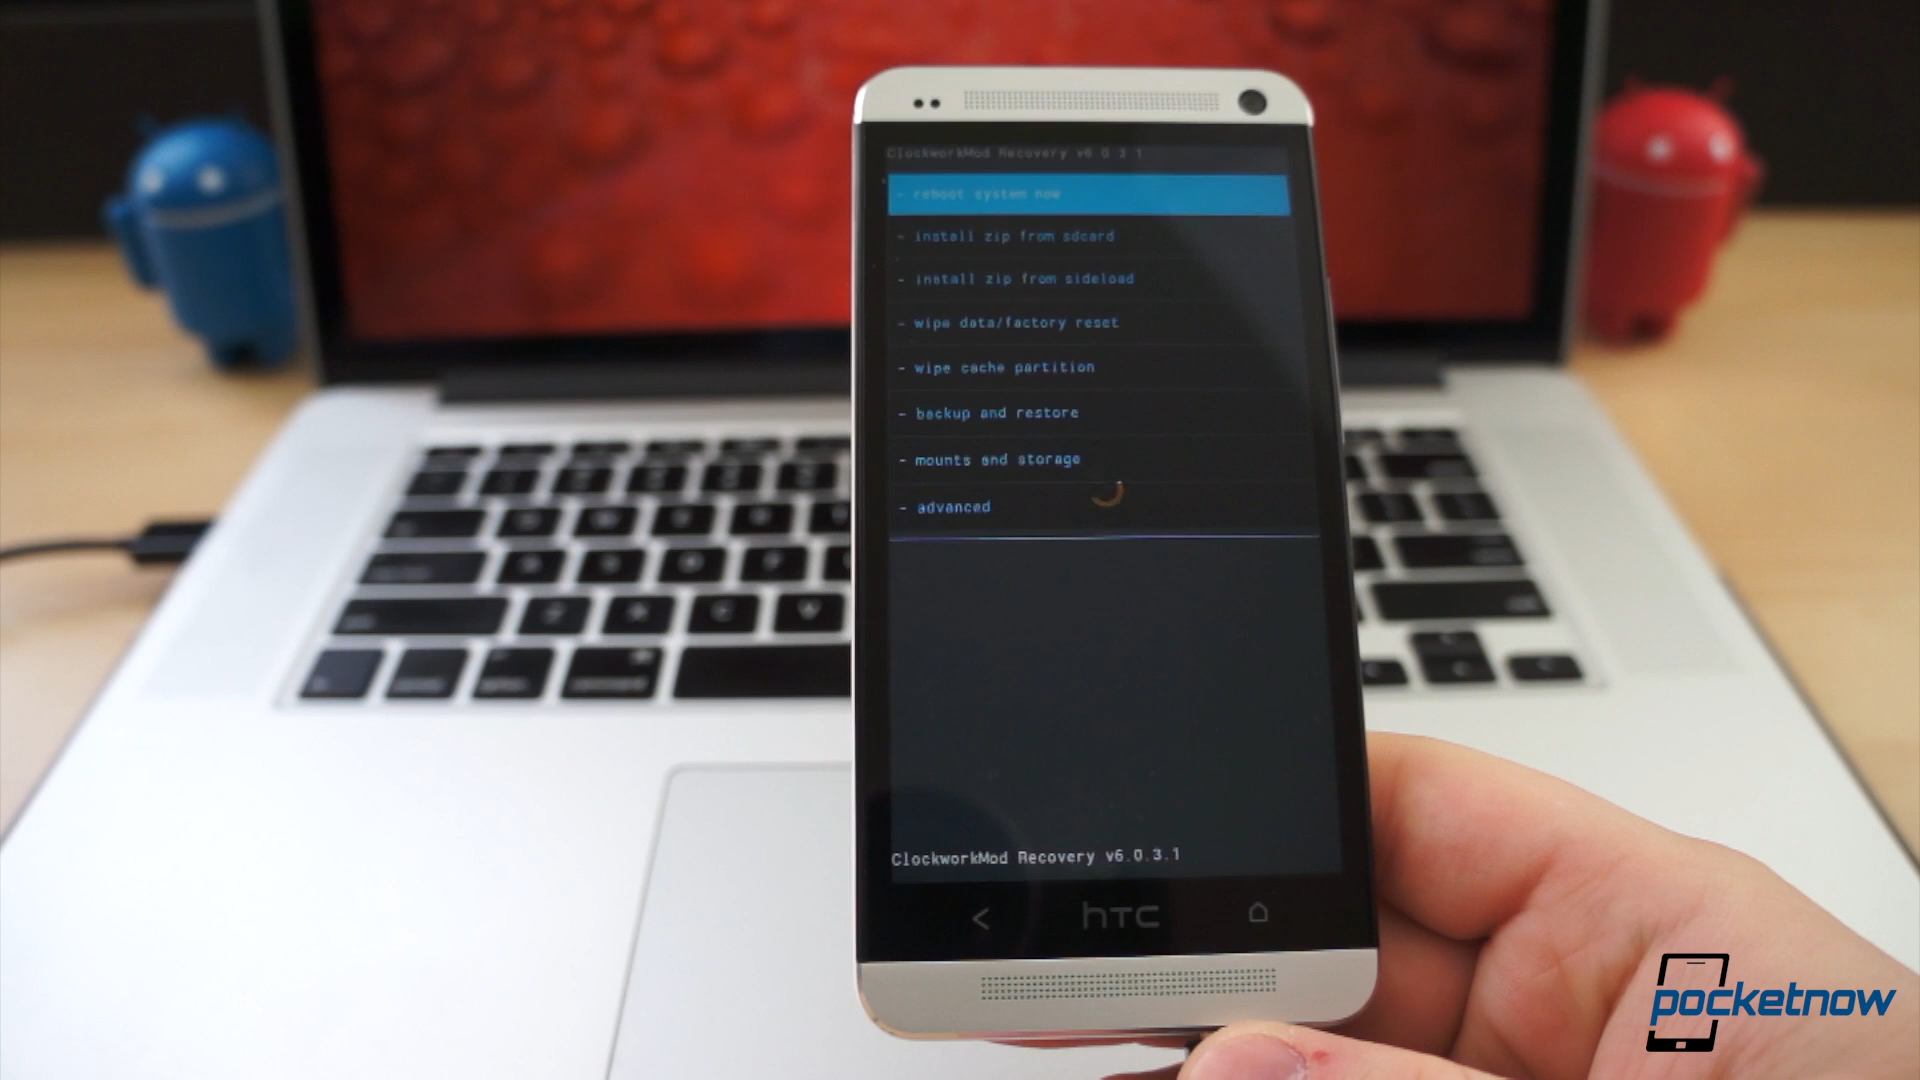 ClockworkMod Recovery v6.0.3.1
- reboot system now
- install zip from sdcard
- install zip from sideload
- wipe data/factory reset
- wipe cache partition
- backup and restore
- mounts and storage
- advanced
ClockworkMod Recovery v6.0.3.1
hTC
pocketnow